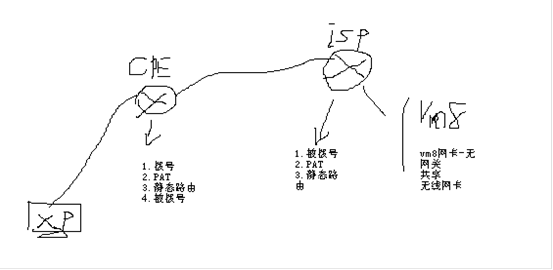 isp
CPE
Vm8
1.拨号
2.PAT
3.静态路由
4.被拨号
1.被拨号
2.PAT
3.静态路
由
vm8网卡-无
网关
共享
无线网卡
XP